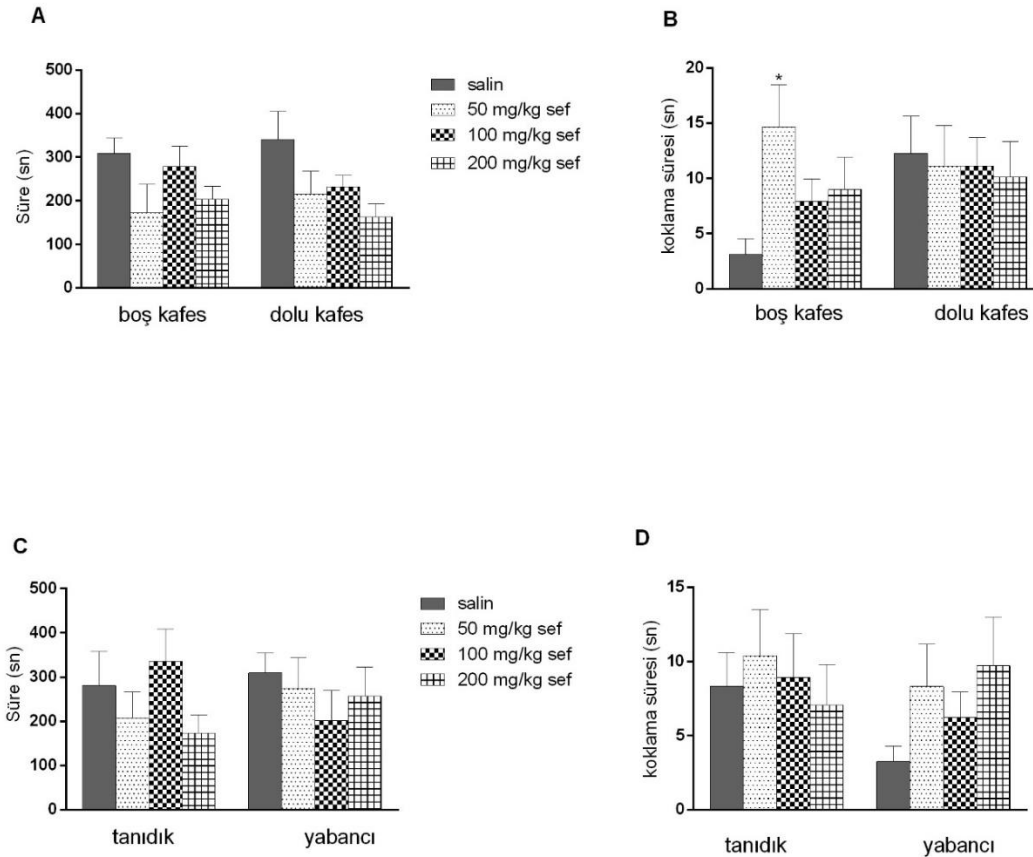 A
Süre (sn)
500
400
300
200
100
0
boş kafes
dolu kafes
salin
50 mg/kg sef
100 mg/kg sef
200 mg/kg sef
B
koklama süresi (sn)
20
15
10
5
0
*
boş kafes
dolu kafes
C
Süre (sn)
500
400
300
200
100
0
tanıdık
yabancı
salin
50 mg/kg sef
100 mg/kg sef
200 mg/kg sef
D
koklama süresi (sn)
15
10
5
0
tanıdık
yabancı